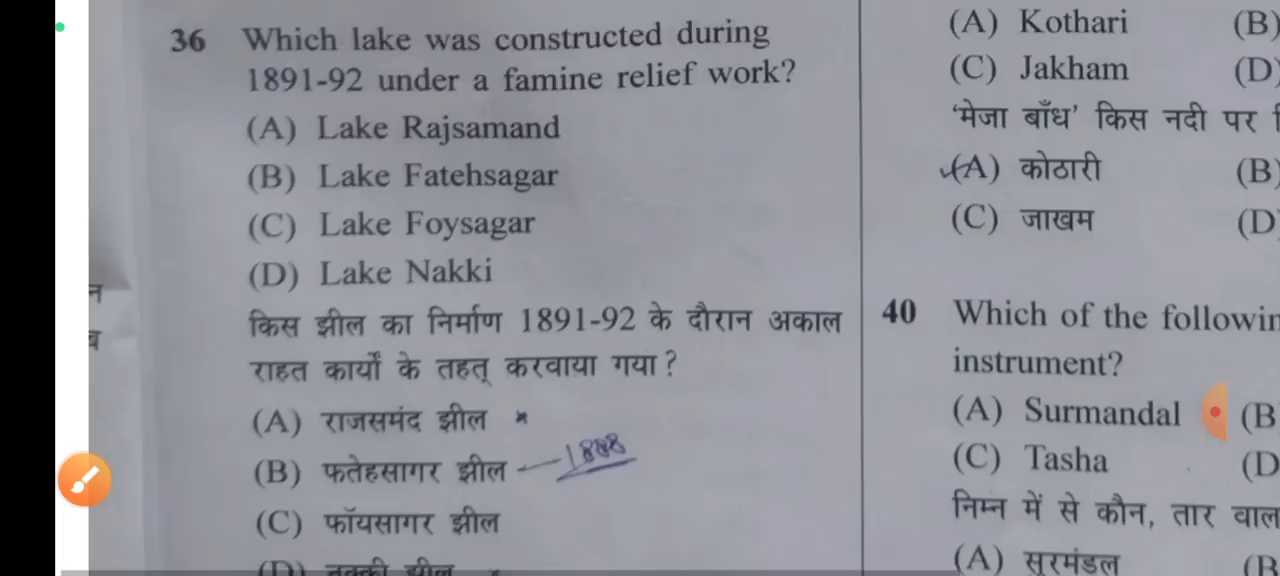 36 Which lake was constructed during
1891-92 under a famine relief work?
(A) Lake Rajsamand
(B) Lake Fatehsagar
(C) Lake Foysagar
(D) Lake Nakki
किस झील का निर्माण 1891-92 के दौरान अकाल
राहत कार्यों के तहत् करवाया गया?
(A) राजसमंद झील
(B) फतेहसागर झील — 1888
(C) फॉयसागर झील
(D) नक्की झील
(A) Kothari (B)
(C) Jakham (D)
'मेजा बाँध' किस नदी पर
(A) कोठारी (B)
(C) जाखम (D)
40 Which of the followin
instrument?
(A) Surmandal (B
(C) Tasha (D
निम्न में से कौन, तार वाल
(A) सुरमंडल (B